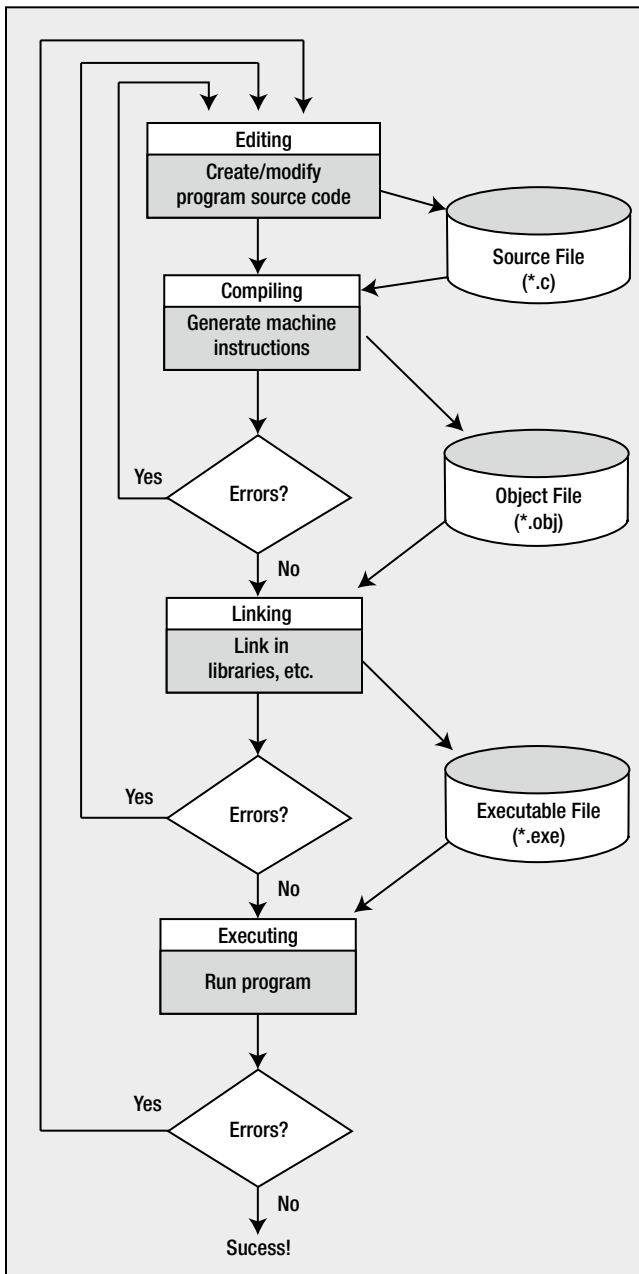 Editing
Create/modify
program source code
Source File
(*.c)
Compiling
Generate machine
instructions
Yes
Errors?
Object File
(*.obj)
No
Linking
Link in
libraries, etc.
Yes
Errors?
Executable File
(*.exe)
No
Executing
Run program
Yes
Errors?
No
Sucess!